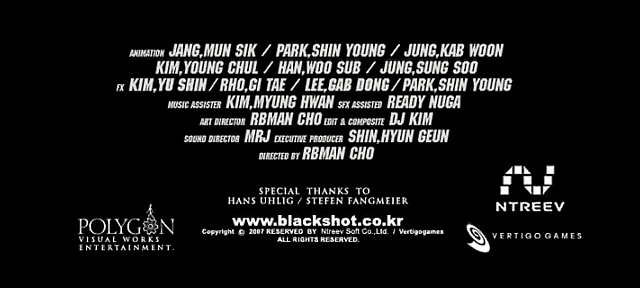 ANIMATION JANG,MUN SIK / PARK,SHIN YOUNG / JUNG,KAB WOON
KIM,YOUNG CHUL / HAN,WOO SUB / JUNG,SUNG SOO
FX KIM,YU SHIN / RHO,GI TAE / LEE,GAB DONG / PARK,SHIN YOUNG
MUSIC ASSISTER KIM,MYUNG HWAN SFX ASSISTED READY NUGA
ART DIRECTOR RBMAN CHO EDIT & COMPOSITE DJ KIM
SOUND DIRECTOR MRJ EXECUTIVE PRODUCER SHIN,HYUN GEUN
DIRECTED BY RBMAN CHO
SPECIAL THANKS TO
HANS UHLIG / STEFEN FANGMEIER
www.blackshot.co.kr
Copyright © 2007 RESERVED BY Ntreev Soft Co.,Ltd. / Vertigogames
ALL RIGHTS RESERVED.
POLYGON
VISUAL WORKS
ENTERTAINMENT.
NTREEV
VERTIGO GAMES